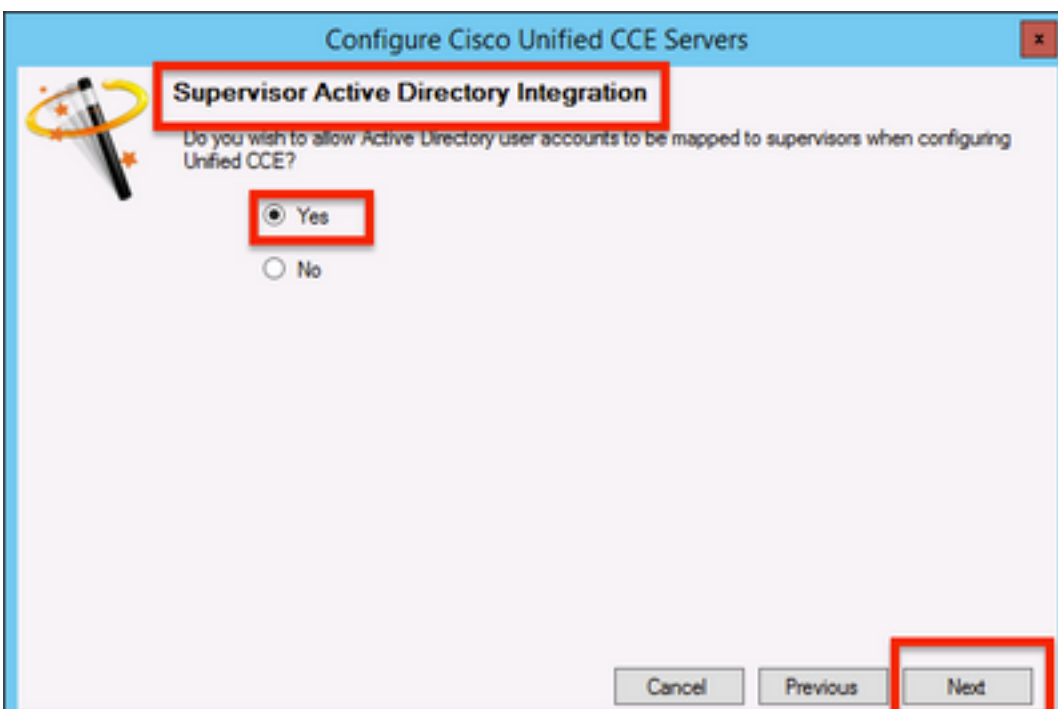 Configure Cisco Unified CCE Servers
x
Supervisor Active Directory Integration
Do you wish to allow Active Directory user accounts to be mapped to supervisors when configuring
Unified CCE?
Yes
No
Cancel
Previous
Next